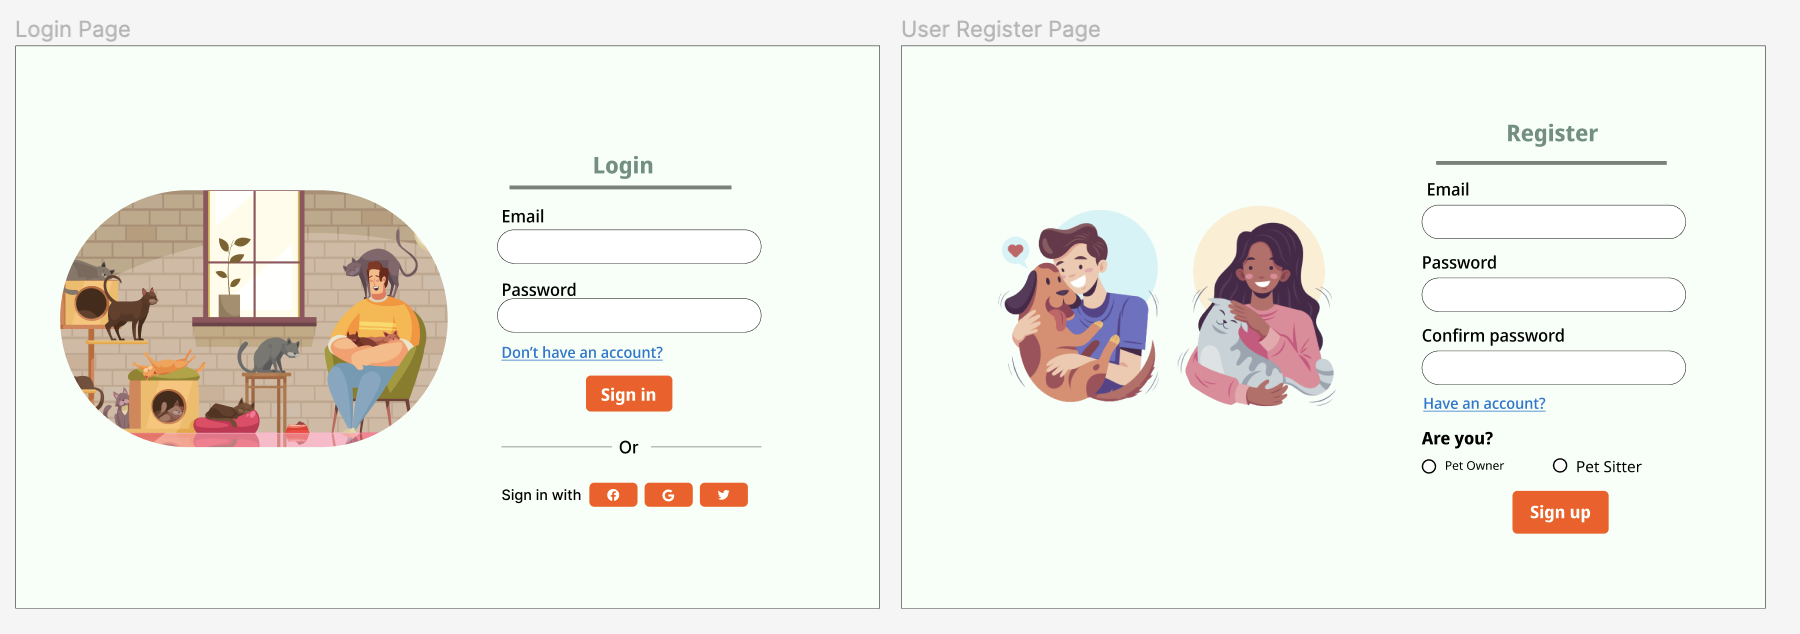 Login Page
Login
Email
Password
Don't have an account?
Sign in
Or
Sign in with
User Register Page
Register
Email
Password
Confirm password
Have an account?
Are you?
Pet Owner
Pet Sitter
Sign up